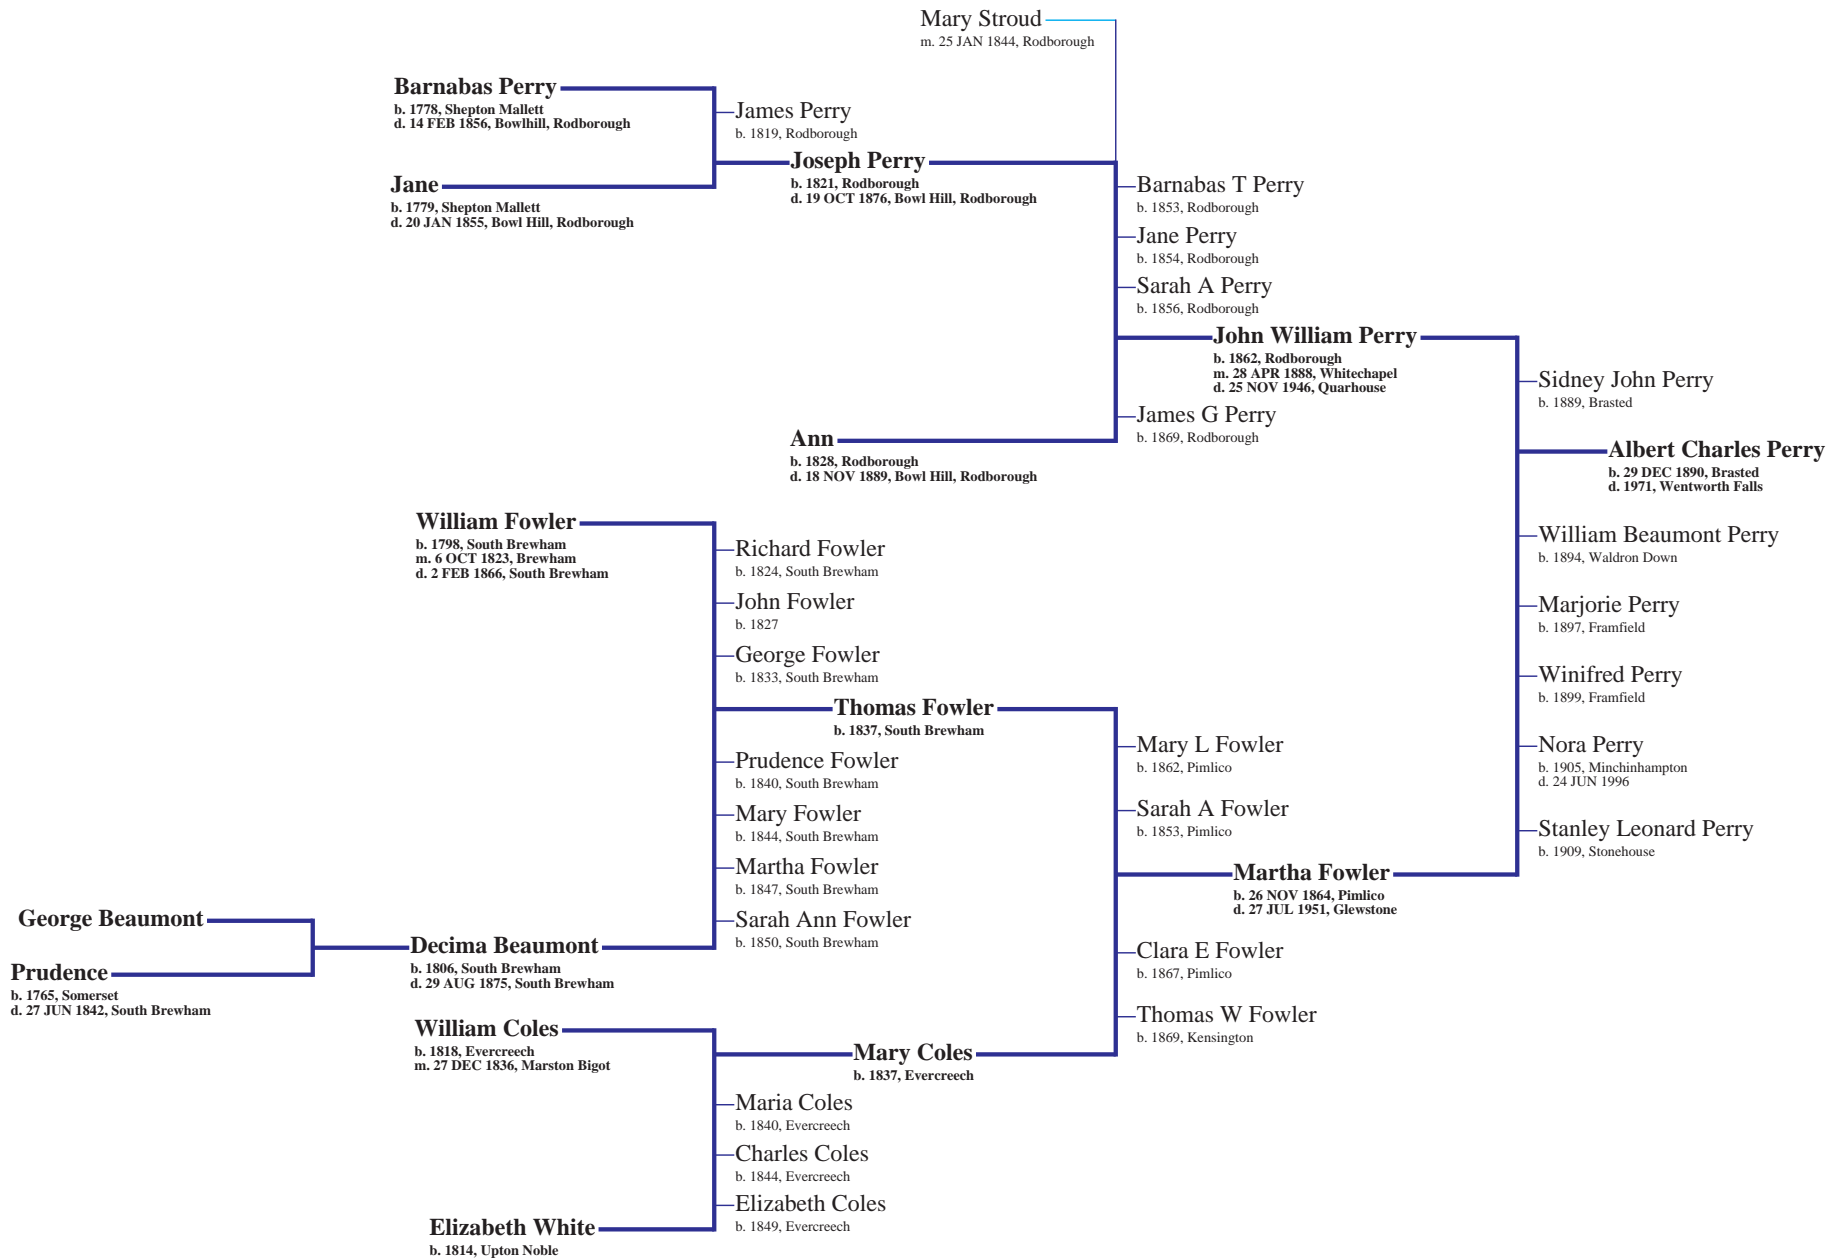 Mary Stroud
m. 25 JAN 1844, Rodborough
Barnabas Perry
b. 1778, Shepton Mallett
d. 14 FEB 1856, Bowlhill, Rodborough
James Perry
b. 1819, Rodborough
Joseph Perry
b. 1821, Rodborough
d. 19 OCT 1876, Bowl Hill, Rodborough
Jane
b. 1779, Shepton Mallett
d. 20 JAN 1855, Bowl Hill, Rodborough
Barnabas T Perry
b. 1853, Rodborough
Jane Perry
b. 1854, Rodborough
Sarah A Perry
b. 1856, Rodborough
John William Perry
b. 1862, Rodborough
m. 28 APR 1888, Whitechapel
d. 25 NOV 1946, Quarhouse
James G Perry
b. 1869, Rodborough
Ann
b. 1828, Rodborough
d. 18 NOV 1889, Bowl Hill, Rodborough
Sidney John Perry
b. 1889, Brasted
Albert Charles Perry
b. 29 DEC 1890, Brasted
d. 1971, Wentworth Falls
William Beaumont Perry
b. 1894, Waldron Down
Marjorie Perry
b. 1897, Framfield
Winifred Perry
b. 1899, Framfield
Nora Perry
b. 1905, Minchinhampton
d. 24 JUN 1996
Stanley Leonard Perry
b. 1909, Stonehouse
William Fowler
b. 1798, South Brewham
m. 6 OCT 1823, Brewham
d. 2 FEB 1866, South Brewham
Richard Fowler
b. 1824, South Brewham
John Fowler
b. 1827
George Fowler
b. 1833, South Brewham
Thomas Fowler
b. 1837, South Brewham
Prudence Fowler
b. 1840, South Brewham
Mary Fowler
b. 1844, South Brewham
Martha Fowler
b. 1847, South Brewham
Sarah Ann Fowler
b. 1850, South Brewham
Mary L Fowler
b. 1862, Pimlico
Sarah A Fowler
b. 1853, Pimlico
Martha Fowler
b. 26 NOV 1864, Pimlico
d. 27 JUL 1951, Glewstone
Clara E Fowler
b. 1867, Pimlico
Thomas W Fowler
b. 1869, Kensington
George Beaumont
Prudence
b. 1765, Somerset
d. 27 JUN 1842, South Brewham
Decima Beaumont
b. 1806, South Brewham
d. 29 AUG 1875, South Brewham
William Coles
b. 1818, Evercreech
m. 27 DEC 1836, Marston Bigot
Mary Coles
b. 1837, Evercreech
Maria Coles
b. 1840, Evercreech
Charles Coles
b. 1844, Evercreech
Elizabeth Coles
b. 1849, Evercreech
Elizabeth White
b. 1814, Upton Noble